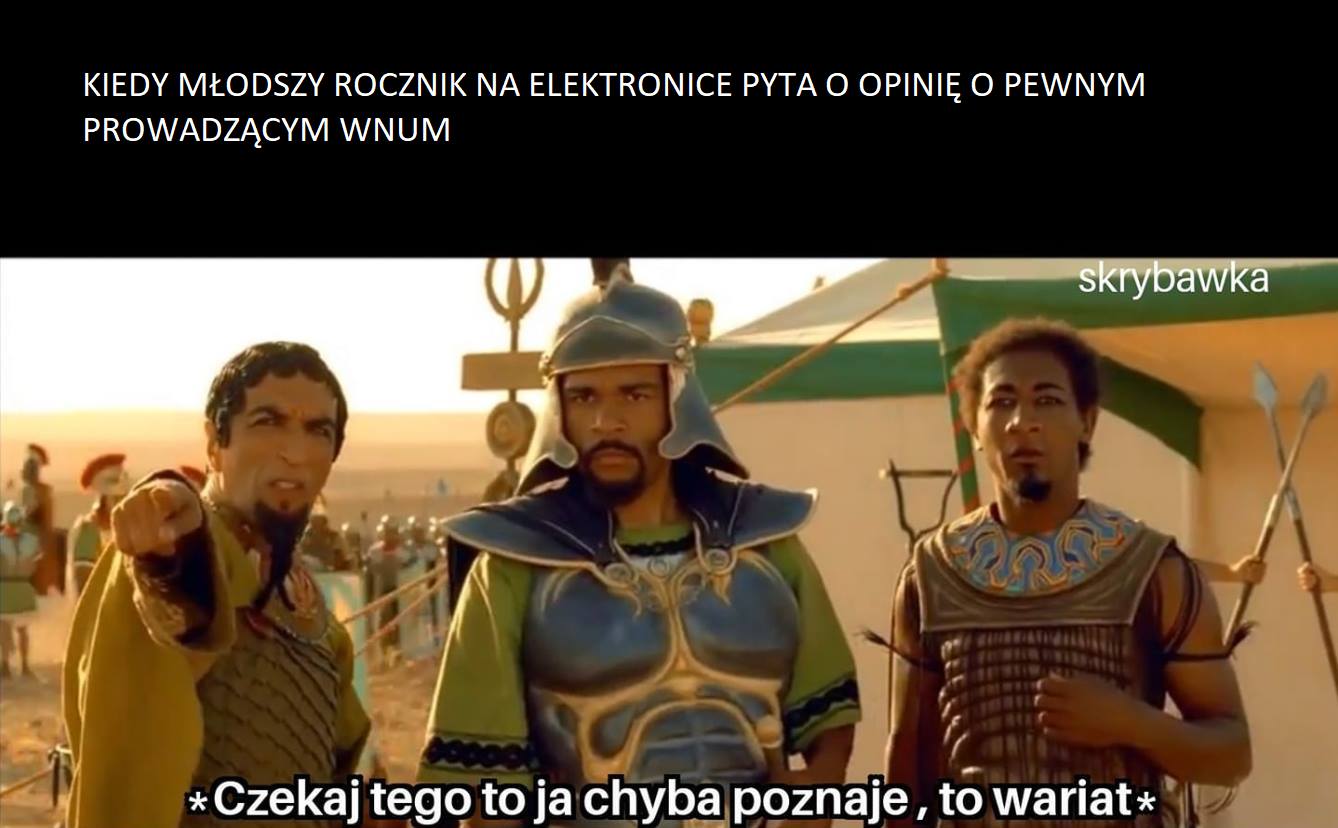 KIEDY MŁODSZY ROCZNIK NA ELEKTRONICE PYTA O OPINIĘ O PEWNYM
PROWADZĄCYM WNUM
skrybawka
*Czekaj tego to ja chyba poznaje , to wariat*